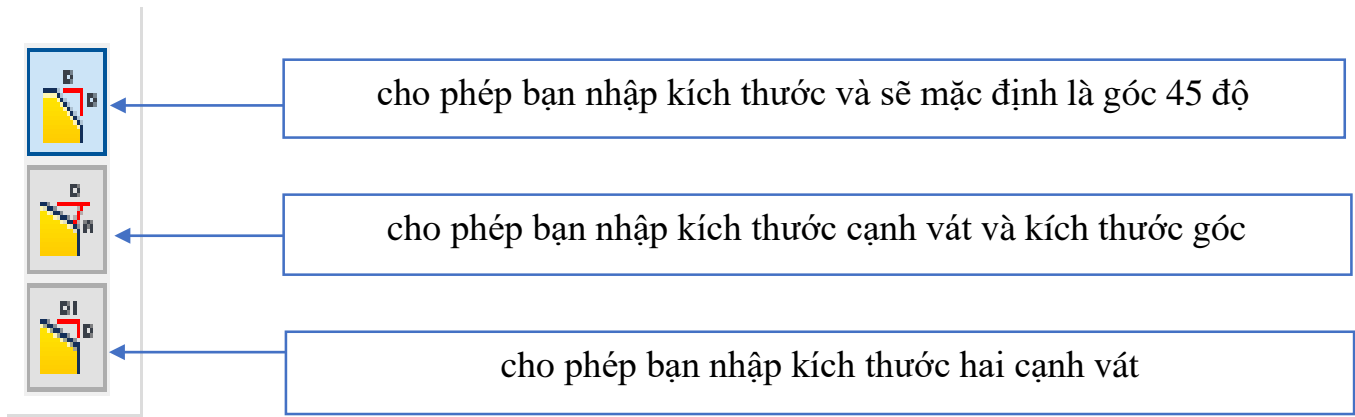 D
D
cho phép bạn nhập kích thước và sẽ mặc định là góc 45 độ
D
A
cho phép bạn nhập kích thước cạnh vát và kích thước góc
D1
D
cho phép bạn nhập kích thước hai cạnh vát